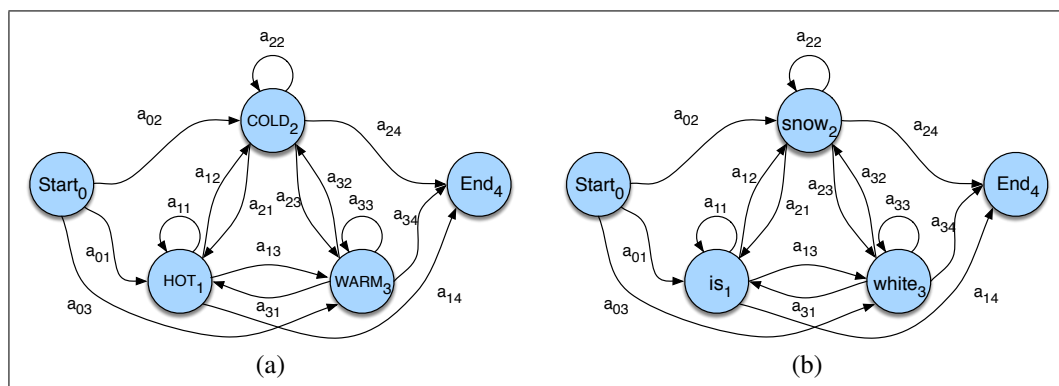 a22
COLD2
a02
a24
Start0
End4
a12
a21
a23
a32
a33
a34
a11
a01
HOT1
a13
WARM3
a03
a31
a14
(a)
a22
snow2
a02
a24
Start0
End4
a12
a21
a23
a32
a33
a34
a11
a01
is1
a13
white3
a03
a31
a14
(b)